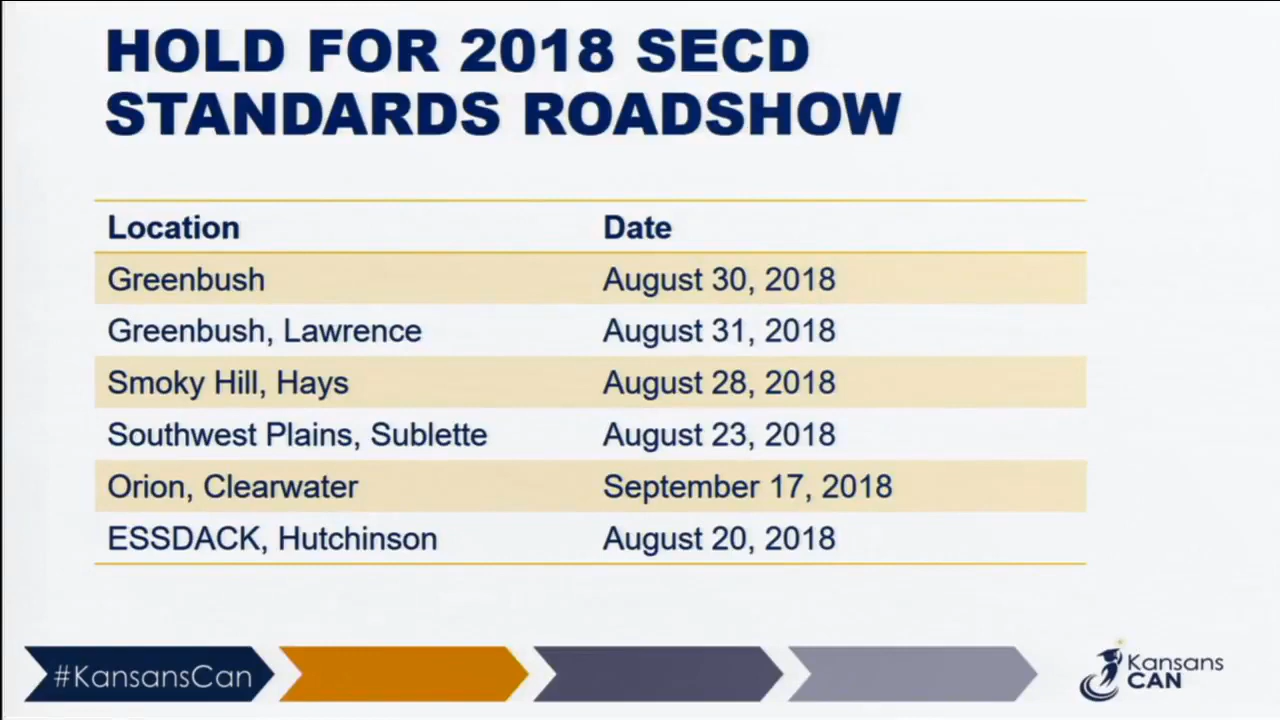 HOLD FOR 2018 SECD
STANDARDS ROADSHOW
Location Date
Greenbush August 30, 2018
Greenbush, Lawrence August 31, 2018
Smoky Hill, Hays August 28, 2018
Southwest Plains, Sublette August 23, 2018
Orion, Clearwater September 17, 2018
ESSDACK, Hutchinson August 20, 2018
#KansansCan
Kansans
CAN